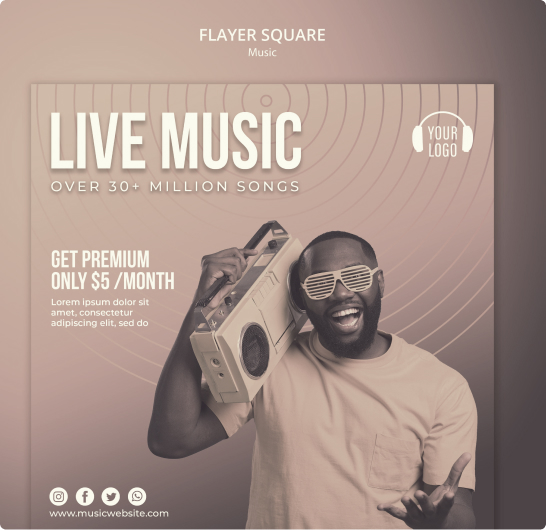 FLAYER SQUARE
Music
LIVE MUSIC
OVER 30+ MILLION SONGS
YOUR
LOGO
GET PREMIUM
ONLY $5 /MONTH
Lorem ipsum dolor sit
amet, consectetur
adipiscing elit, sed do
www.musicwebsite.com